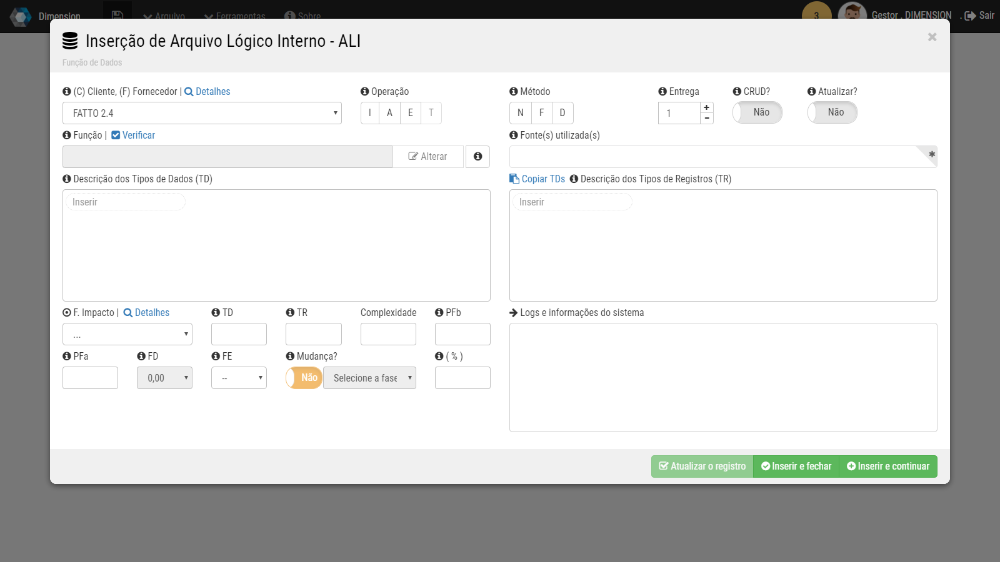 Dimension
Arquivo
Ferramentas
Sobre
3
Gestor . DIMENSION . Sair
Inserção de Arquivo Lógico Interno - ALI
×
Função de Dados
(C) Cliente, (F) Fornecedor | Detalhes
Operação
Método
Entrega
CRUD?
Atualizar?
FATTO 2.4
I A E T
N F D
1
+
-
Não
Não
Função | Verificar
Fonte(s) utilizada(s)
Alterar
Descrição dos Tipos de Dados (TD)
Copiar TDs
Descrição dos Tipos de Registros (TR)
Inserir
Inserir
F. Impacto | Detalhes
TD
TR
Complexidade
PFb
Logs e informações do sistema
...
PFa
FD
FE
Mudança?
( % )
0,00
--
Não
Selecione a fase
Atualizar o registro
Inserir e fechar
Inserir e continuar